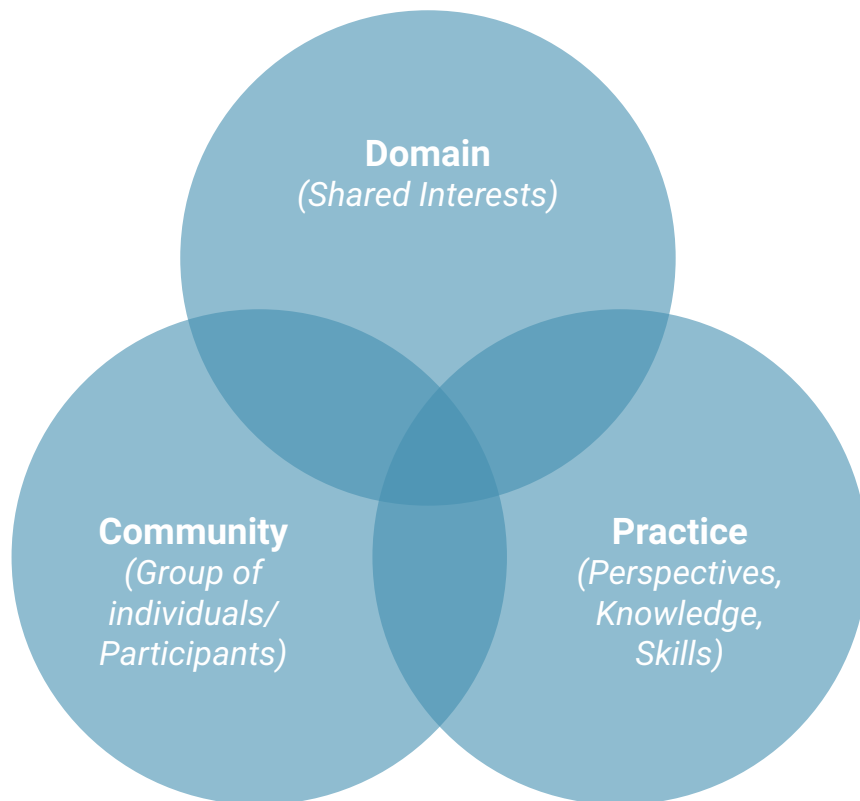 Domain
(Shared Interests)
Community
(Group of
individuals/
Participants)
Practice
(Perspectives,
Knowledge,
Skills)